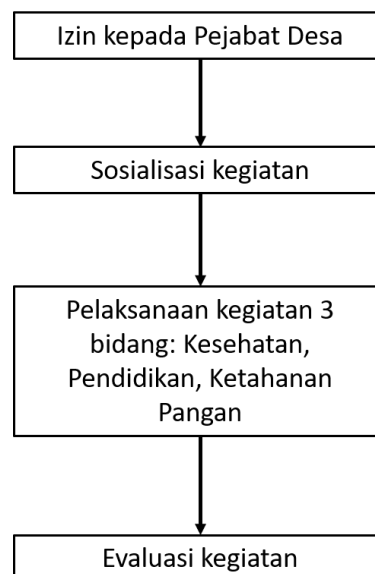 Izin kepada Pejabat Desa
Sosialisasi kegiatan
Pelaksanaan kegiatan 3
bidang: Kesehatan,
Pendidikan, Ketahanan
Pangan
Evaluasi kegiatan